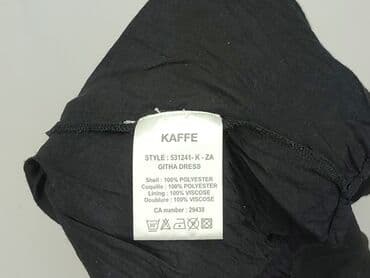 KAFFE
STYLE : 531241- K - ZA
GITHA DRESS
Shell : 100% POLYESTER
Coquille : 100% POLYESTER
Lining : 100% VISCOSE
Doublure : 100% VISCOSE
CA number : 29438